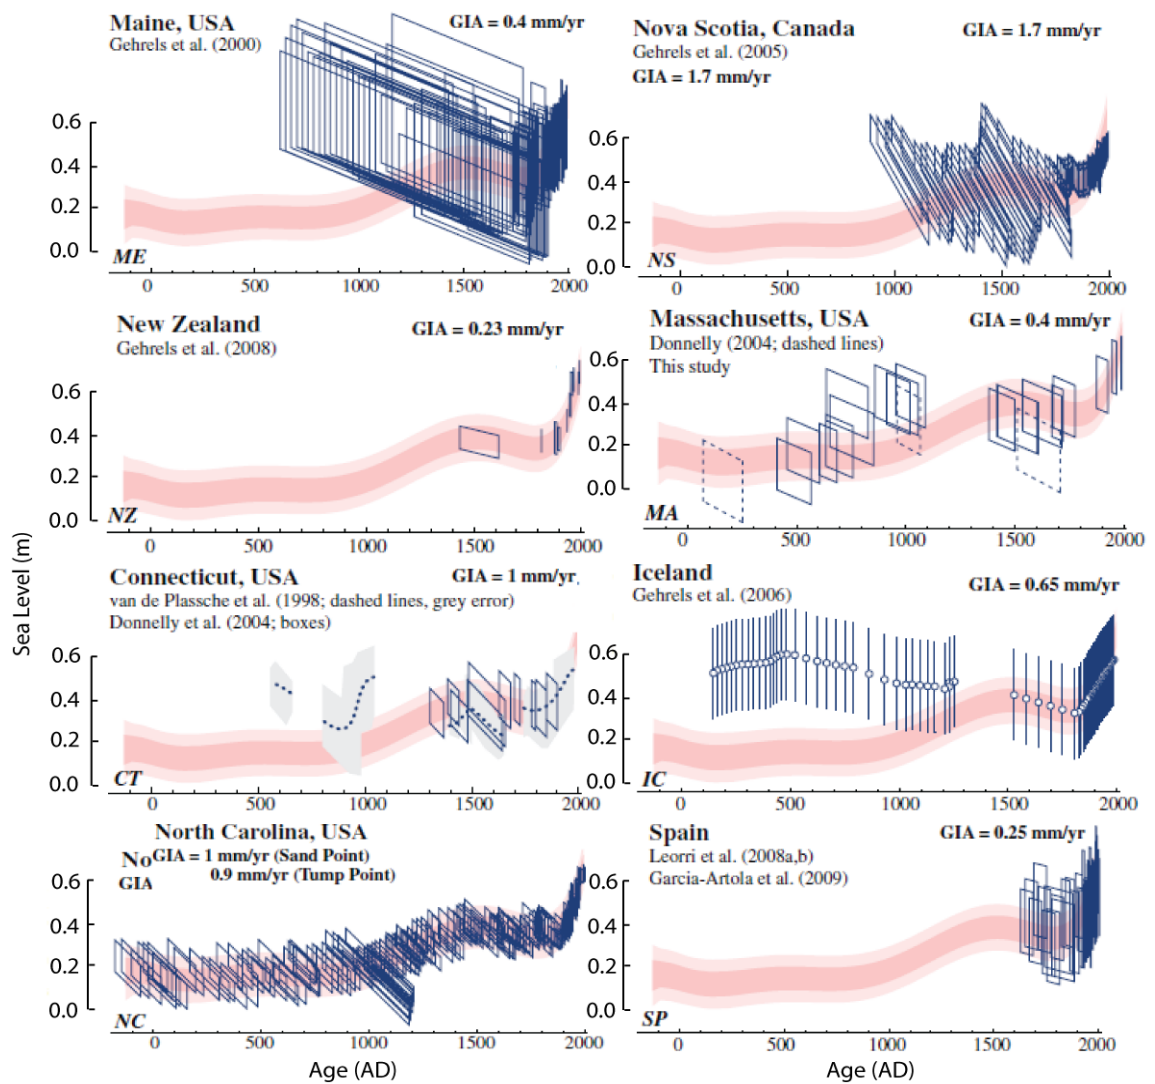 Maine, USA
Gehrels et al. (2000)
GIA = 0.4 mm/yr
0.6
0.4
0.2
0.0
ME
0 500 1000 1500 2000
Nova Scotia, Canada
Gehrels et al. (2005)
GIA = 1.7 mm/yr
GIA = 1.7 mm/yr
0.6
0.4
0.2
0.0
NS
0 500 1000 1500 2000
New Zealand
Gehrels et al. (2008)
GIA = 0.23 mm/yr
0.6
0.4
0.2
0.0
NZ
0 500 1000 1500 2000
Massachusetts, USA
Donnelly (2004; dashed lines)
This study
GIA = 0.4 mm/yr
0.6
0.4
0.2
0.0
MA
0 500 1000 1500 2000
Sea Level (m)
Connecticut, USA
van de Plassche et al. (1998; dashed lines, grey error)
Donnelly et al. (2004; boxes)
GIA = 1 mm/yr.
0.6
0.4
0.2
0.0
CT
0 500 1000 1500 2000
Iceland
Gehrels et al. (2006)
GIA = 0.65 mm/yr
0.6
0.4
0.2
0.0
IC
0 500 1000 1500 2000
North Carolina, USA
No GIA = 1 mm/yr (Sand Point)
GIA 0.9 mm/yr (Tump Point)
0.6
0.4
0.2
0.0
NC
0 500 1000 1500 2000
Age (AD)
Spain
Leorri et al. (2008a,b)
Garcia-Artola et al. (2009)
GIA = 0.25 mm/yr
0.6
0.4
0.2
0.0
SP
0 500 1000 1500 2000
Age (AD)